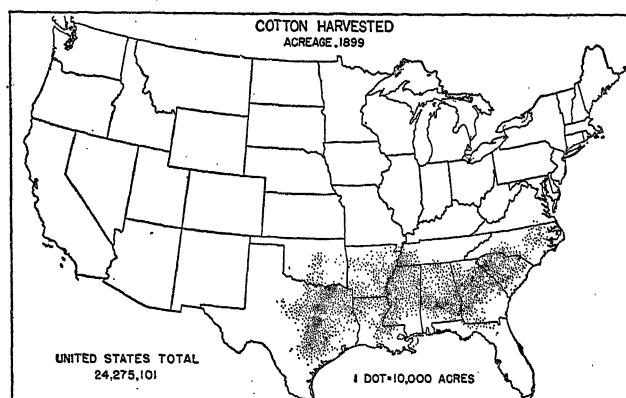 COTTON HARVESTED
ACREAGE, 1899
UNITED STATES TOTAL
24,275,101
1 DOT=10,000 ACRES